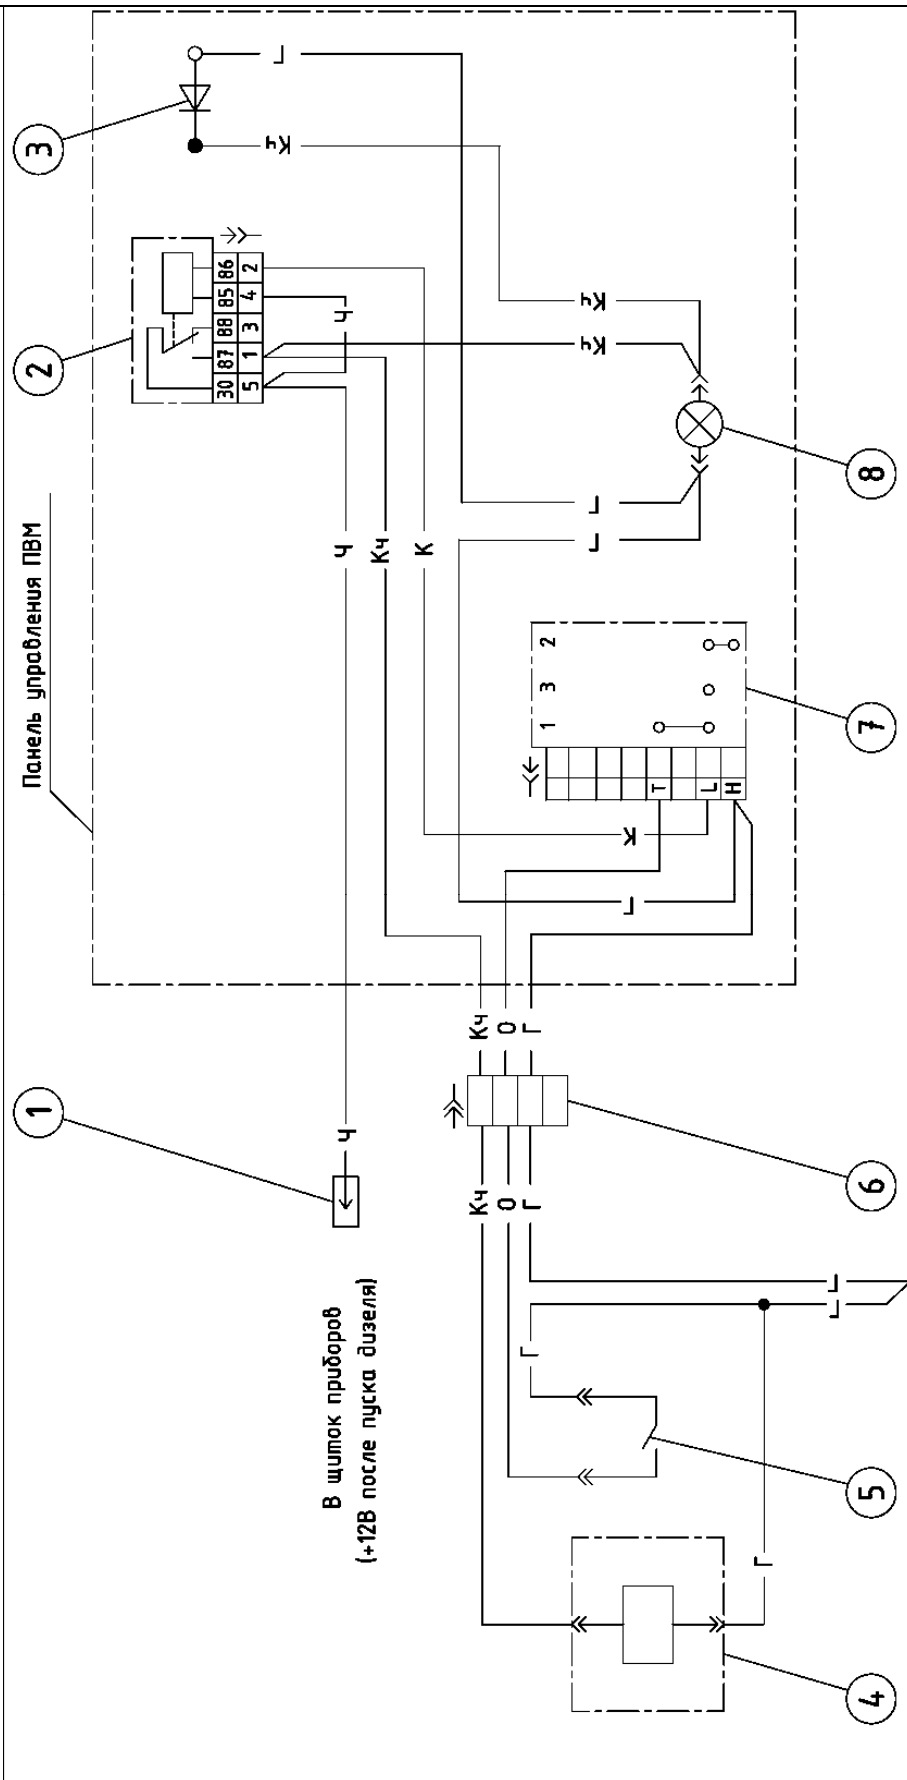 1
2
3
Панель управления ПВМ
30 87 88 85 86
5 1 3 4 2
Кч
Г
В щиток приборов
(+12В после пуска дизеля)
Ч
Ч
Ч
Кч
К
Кч
Кч
О
О
Г
Г
Г
1 3 2
Г
Г
Кч
Кч
К
Г
T
L
H
Г
Г
Г
4
5
6
7
8